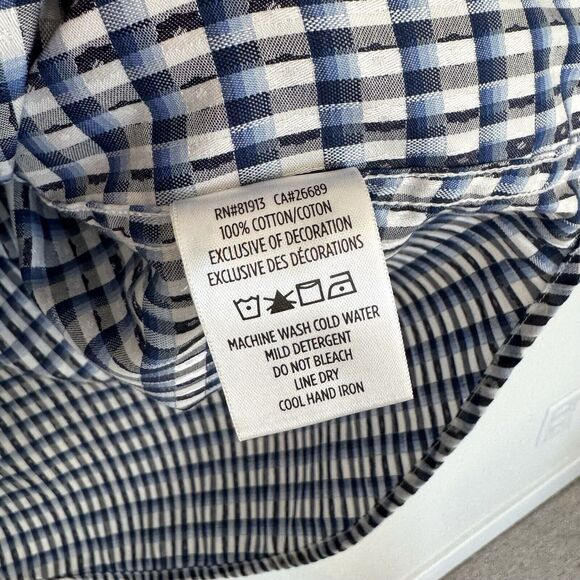 RN#81913 CA#26689
100% COTTON/COTON
EXCLUSIVE OF DECORATION
EXCLUSIVE DES DÉCORATIONS
MACHINE WASH COLD WATER
MILD DETERGENT
DO NOT BLEACH
LINE DRY
COOL HAND IRON